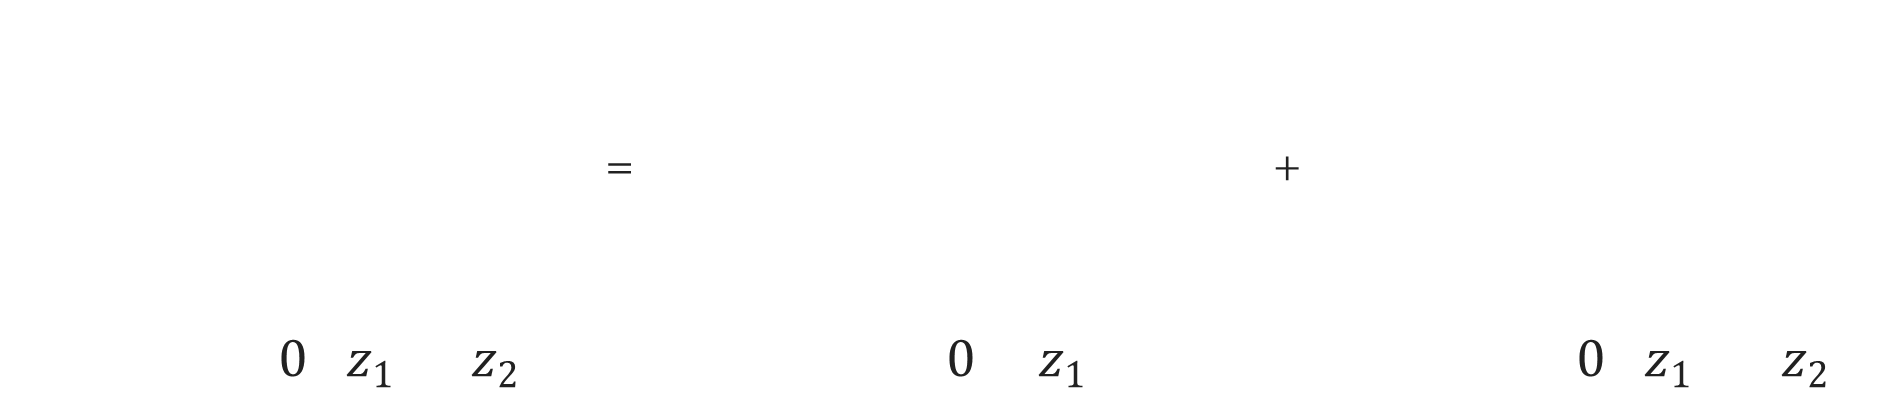 = +
0 z₁ z₂ 0 z₁ 0 z₁ z₂